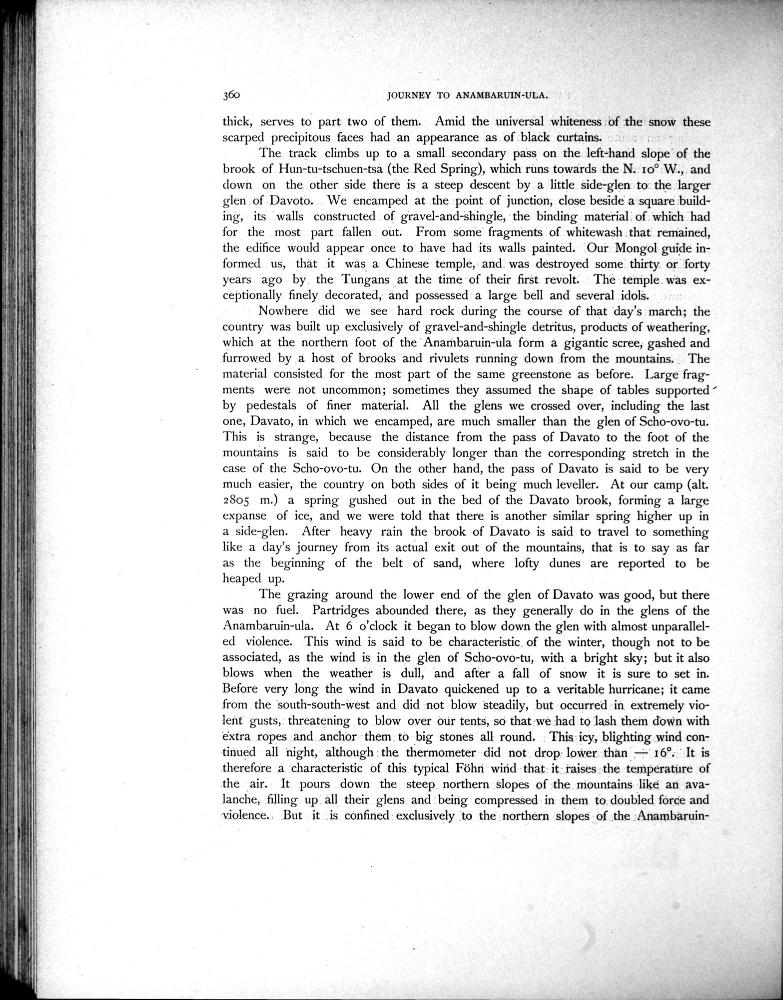 360
JOURNEY TO ANAMBARUIN-ULA.
thick, serves to part two of them. Amid the universal whiteness of the snow these
scarped precipitous faces had an appearance as of black curtains.
The track climbs up to a small secondary pass on the left-hand slope of the
brook of Hun-tu-tschuen-tsa (the Red Spring), which runs towards the N. 10° W., and
down on the other side there is a steep descent by a little side-glen to the larger
glen of Davoto. We encamped at the point of junction, close beside a square build-
ing, its walls constructed of gravel-and-shingle, the binding material of which had
for the most part fallen out. From some fragments of whitewash that remained,
the edifice would appear once to have had its walls painted. Our Mongol guide in-
formed us, that it was a Chinese temple, and was destroyed some thirty or forty
years ago by the Tungans at the time of their first revolt. The temple was ex-
ceptionally finely decorated, and possessed a large bell and several idols.
Nowhere did we see hard rock during the course of that day's march; the
country was built up exclusively of gravel-and-shingle detritus, products of weathering,
which at the northern foot of the Anambaruin-ula form a gigantic scree, gashed and
furrowed by a host of brooks and rivulets running down from the mountains. The
material consisted for the most part of the same greenstone as before. Large frag-
ments were not uncommon; sometimes they assumed the shape of tables supported
by pedestals of finer material. All the glens we crossed over, including the last
one, Davato, in which we encamped, are much smaller than the glen of Scho-ovo-tu.
This is strange, because the distance from the pass of Davato to the foot of the
mountains is said to be considerably longer than the corresponding stretch in the
case of the Scho-ovo-tu. On the other hand, the pass of Davato is said to be very
much easier, the country on both sides of it being much leveller. At our camp (alt.
2805 m.) a spring gushed out in the bed of the Davato brook, forming a large
expanse of ice, and we were told that there is another similar spring higher up in
a side-glen. After heavy rain the brook of Davato is said to travel to something
like a day's journey from its actual exit out of the mountains, that is to say as far
as the beginning of the belt of sand, where lofty dunes are reported to be
heaped up.
The grazing around the lower end of the glen of Davato was good, but there
was no fuel. Partridges abounded there, as they generally do in the glens of the
Anambaruin-ula. At 6 o'clock it began to blow down the glen with almost unparallel-
ed violence. This wind is said to be characteristic of the winter, though not to be
associated, as the wind is in the glen of Scho-ovo-tu, with a bright sky; but it also
blows when the weather is dull, and after a fall of snow it is sure to set in.
Before very long the wind in Davato quickened up to a veritable hurricane; it came
from the south-south-west and did not blow steadily, but occurred in extremely vio-
lent gusts, threatening to blow over our tents, so that we had to lash them down with
extra ropes and anchor them to big stones all round. This icy, blighting wind con-
tinued all night, although the thermometer did not drop lower than — 16°. It is
therefore a characteristic of this typical Föhn wind that it raises the temperature of
the air. It pours down the steep northern slopes of the mountains like an ava-
lanche, filling up all their glens and being compressed in them to doubled force and
violence. But it is confined exclusively to the northern slopes of the Anambaruin-